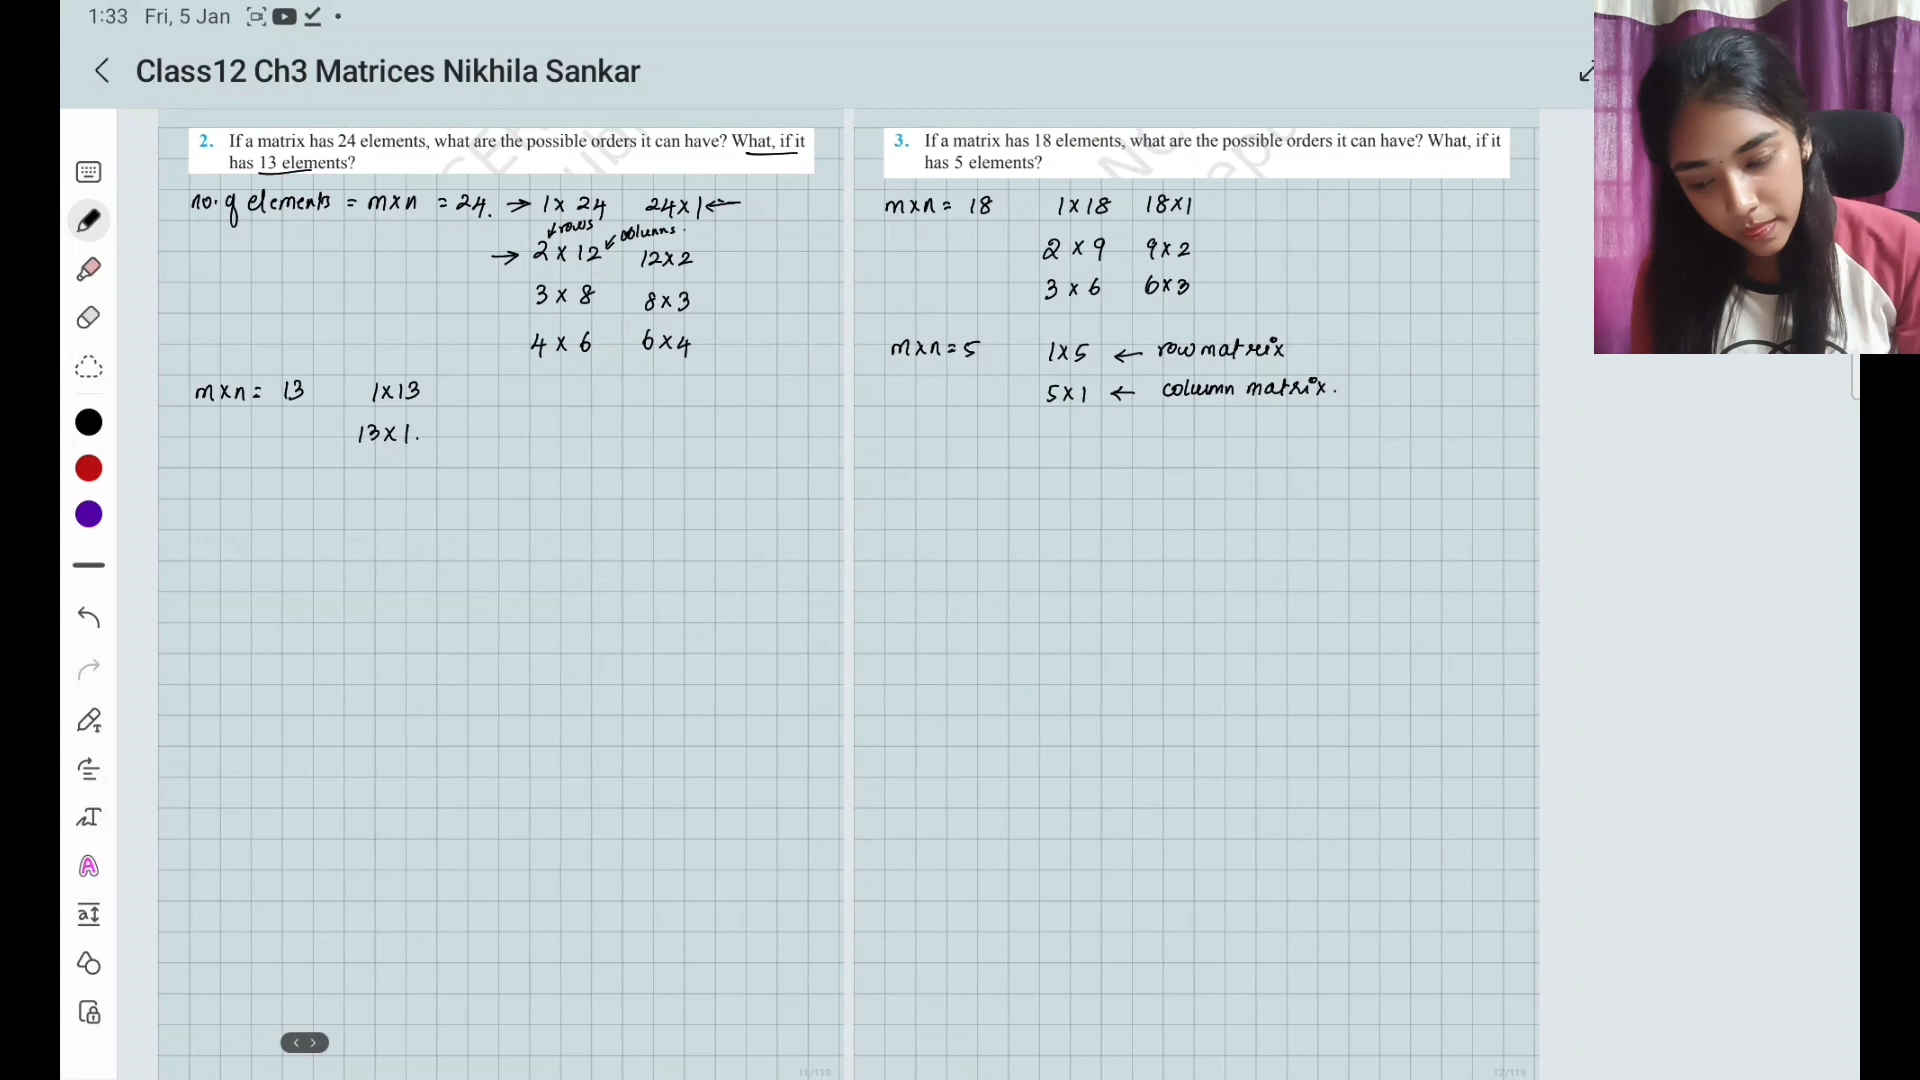 1:33 Fri, 5 Jan
Class12 Ch3 Matrices Nikhila Sankar
2. If a matrix has 24 elements, what are the possible orders it can have? What, if it
has 13 elements?
no. of elements = m×n = 24. → 1× 24 24×1 ←
↙rows ↙columns.
→ 2 × 12 12×2
3 × 8 8×3
4 × 6 6×4
m×n = 13 1×13
13×1.
3. If a matrix has 18 elements, what are the possible orders it can have? What, if it
has 5 elements?
m×n = 18 1×18 18×1
2 × 9 9×2
3 × 6 6×3
m×n=5 1×5 ← row matrix
5×1 ← column matrix.
11/119
12/119